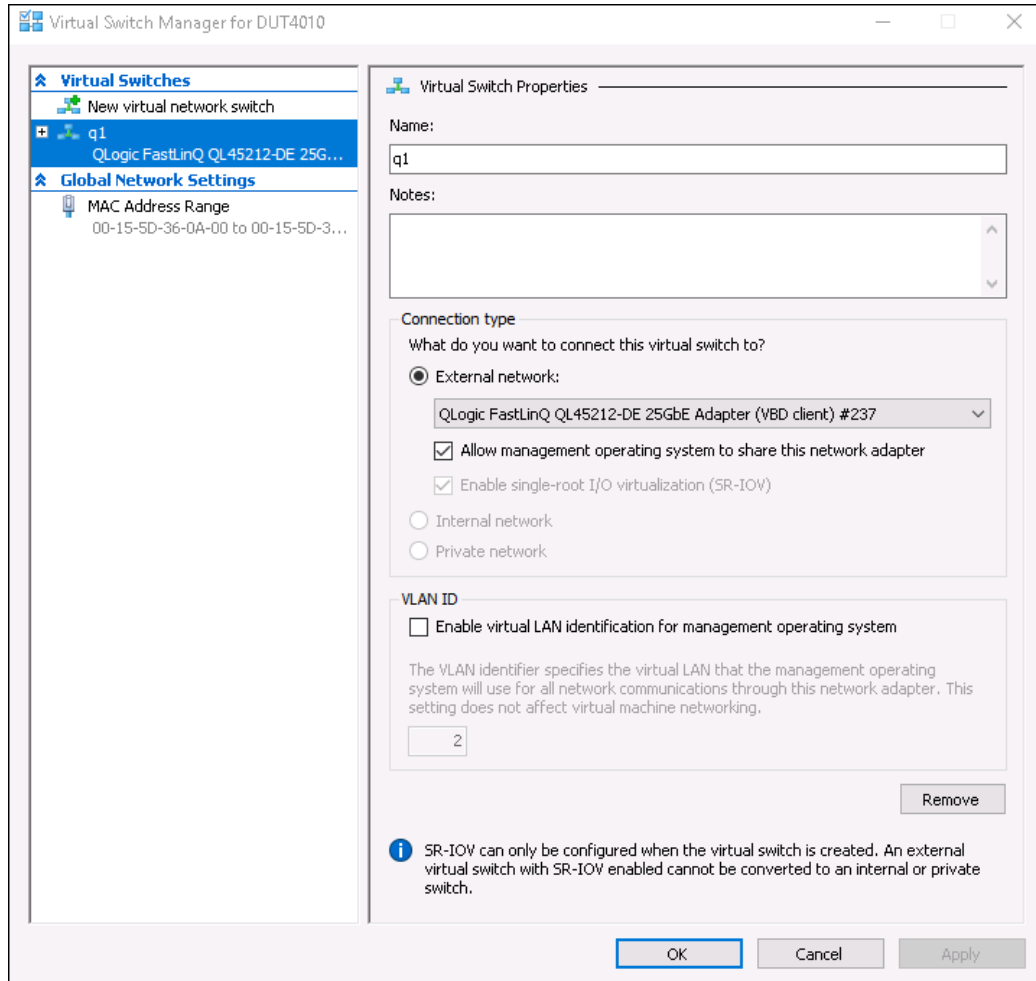 Virtual Switch Manager for DUT4010
Virtual Switches
New virtual network switch
q1
QLogic FastLinQ QL45212-DE 25G...
Global Network Settings
MAC Address Range
00-15-5D-36-0A-00 to 00-15-5D-3...
Virtual Switch Properties
Name:
q1
Notes:
Connection type
What do you want to connect this virtual switch to?
External network:
QLogic FastLinQ QL45212-DE 25GbE Adapter (VBD client) #237
Allow management operating system to share this network adapter
Enable single-root I/O virtualization (SR-IOV)
Internal network
Private network
VLAN ID
Enable virtual LAN identification for management operating system
The VLAN identifier specifies the virtual LAN that the management operating
system will use for all network communications through this network adapter. This
setting does not affect virtual machine networking.
2
Remove
SR-IOV can only be configured when the virtual switch is created. An external
virtual switch with SR-IOV enabled cannot be converted to an internal or private
switch.
OK
Cancel
Apply